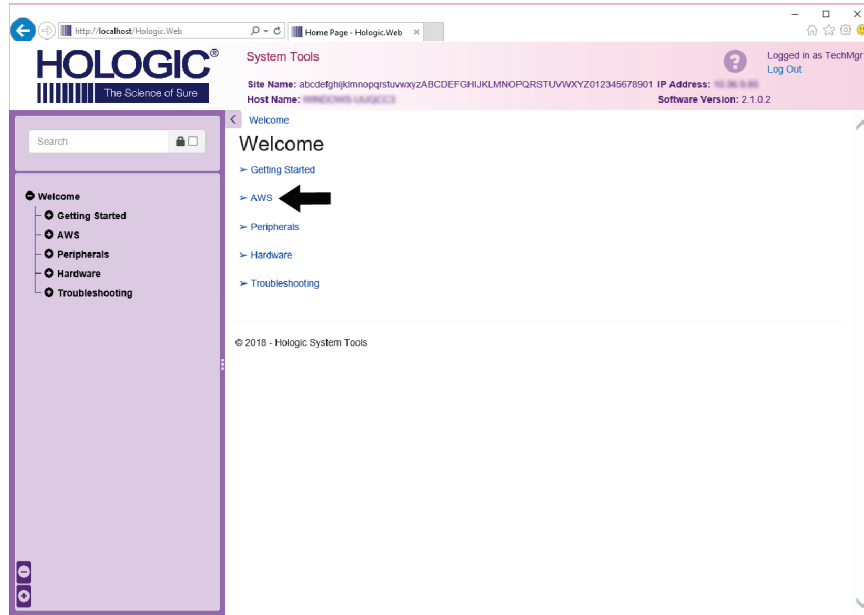 http://localhost/Hologic.Web
Home Page - Hologic.Web
HOLOGIC®
The Science of Sure
System Tools
Logged in as TechMgr
Log Out
Site Name: abcdefghijklmnopqrstuvwxyzABCDEFGHIJKLMNOPQRSTUVWXYZ012345678901 IP Address:
Host Name:
Software Version: 2.1.0.2
Search
Welcome
Getting Started
AWS
Peripherals
Hardware
Troubleshooting
Welcome
Welcome
➢ Getting Started
➢ AWS
➢ Peripherals
➢ Hardware
➢ Troubleshooting
© 2018 - Hologic System Tools